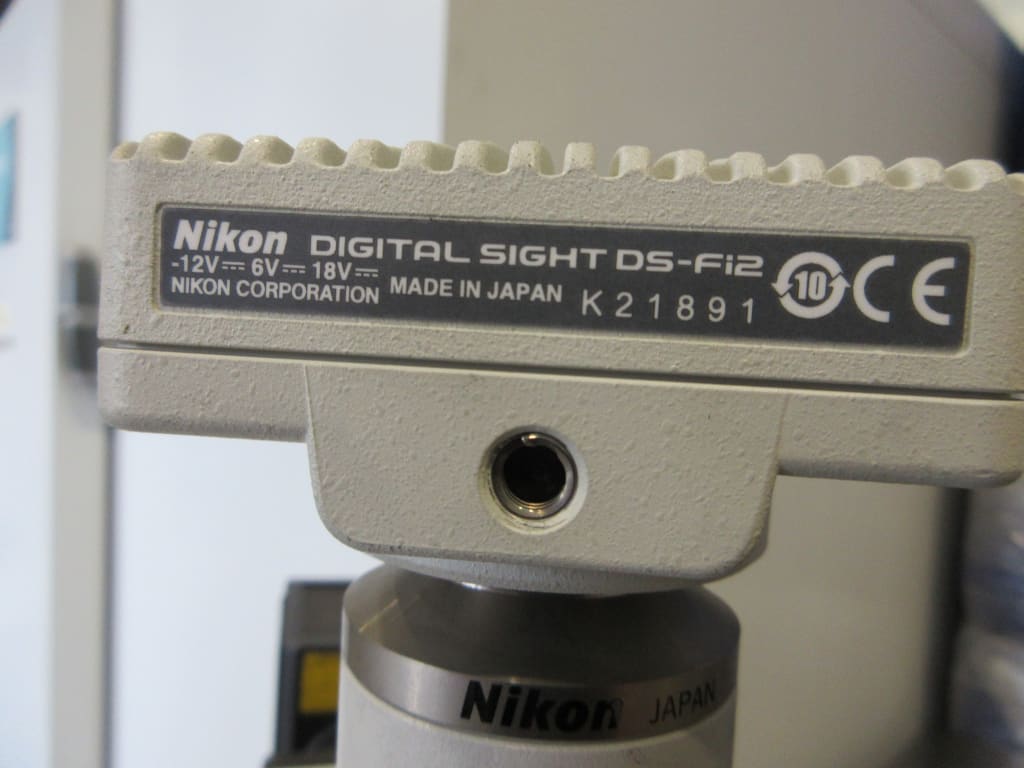 Nikon DIGITAL SIGHT DS-Fi2
-12V⎓ 6V⎓ 18V⎓
NIKON CORPORATION MADE IN JAPAN K21891
10 CE
Nikon JAPAN